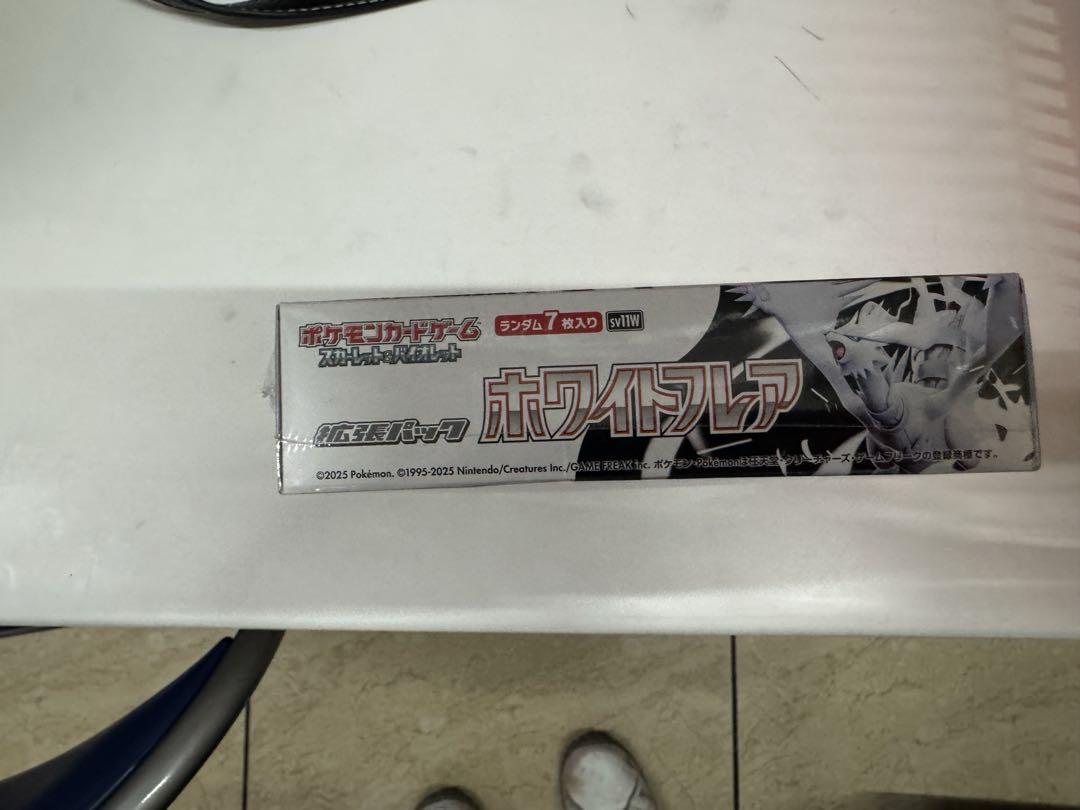 ポケモンカードゲーム
スカーレット&バイオレット
ランダム7枚入り
SV11W
拡張パック
ホワイトフレア
©2025 Pokémon. ©1995-2025 Nintendo/Creatures Inc./GAME FREAK inc. ポケモン・Pokémonは任天堂・クリーチャーズ・ゲームフリークの登録商標です。